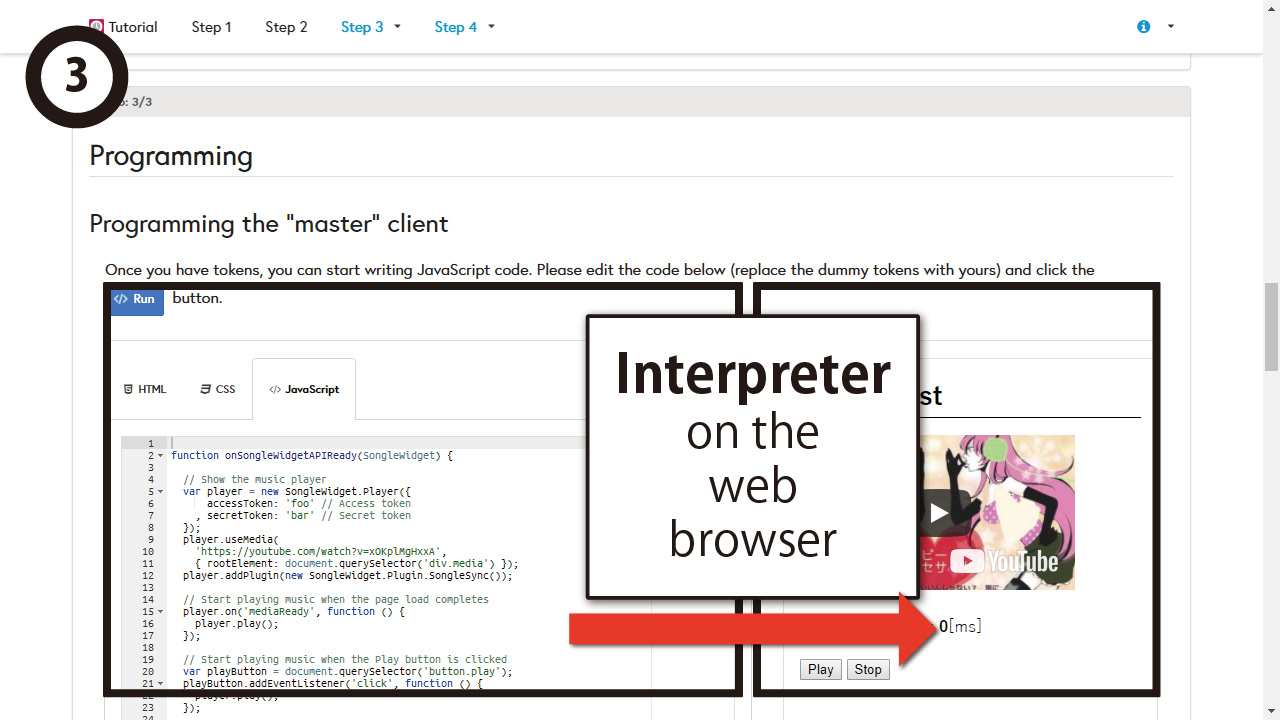 Tutorial
Step 1
Step 2
Step 3
Step 4
3
: 3/3
Programming
Programming the "master" client
Once you have tokens, you can start writing JavaScript code. Please edit the code below (replace the dummy tokens with yours) and click the
</> Run button.
HTML
CSS
</> JavaScript
Interpreter
on the
web
browser
st
1
2 function onSongleWidgetAPIReady(SongleWidget) {
3
4 // Show the music player
5 var player = new SongleWidget.Player({
6 accessToken: 'foo' // Access token
7 , secretToken: 'bar' // Secret token
8 });
9 player.useMedia(
10 'https://youtube.com/watch?v=xOKplMgHxxA',
11 { rootElement: document.querySelector('div.media') });
12 player.addPlugin(new SongleWidget.Plugin.SongleSync());
13
14 // Start playing music when the page load completes
15 player.on('mediaReady', function () {
16 player.play();
17 });
18
19 // Start playing music when the Play button is clicked
20 var playButton = document.querySelector('button.play');
21 playButton.addEventListener('click', function () {
22 player.play();
23 });
24
YouTube
0[ms]
Play
Stop